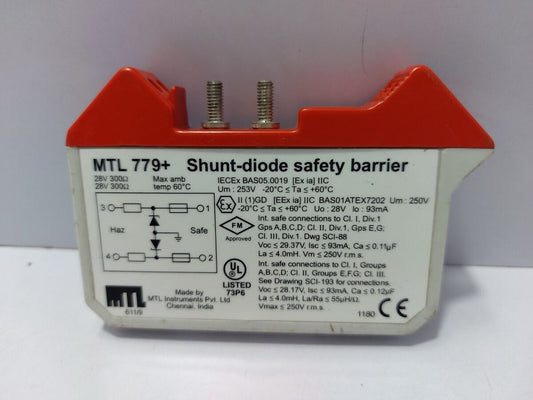 MTL 779+ Shunt-diode safety barrier
28V 300Ω Max amb
28V 300Ω temp 60°C
IECEx BAS05.0019 [Ex ia] IIC
Um : 253V -20°C ≤ Ta ≤ +60°C
II (1)GD [EEx ia] IIC BAS01ATEX7202 Um : 250V
-20°C ≤ Ta ≤ +60°C Uo : 28V Io : 93mA
3 1
Haz Safe
4 2
Ex
FM
Approved
Int. safe connections to Cl. I, Div.1
Gps A,B,C,D; Cl. II, Div.1, Gps E,G;
Cl. III, Div.1. Dwg SCI-88
Voc ≤ 29.37V, Isc ≤ 93mA, Ca ≤ 0.11µF
La ≤ 4.0mH. Vm ≤ 250V r.m.s.
UL
LISTED
73P6
Int. safe connections to Cl. I, Groups
A,B,C,D; Cl. II, Groups E,F,G; Cl. III.
See Drawing SCI-193 for connections.
Voc ≤ 28.17V, Isc ≤ 93mA, Ca ≤ 0.12µF
La ≤ 4.0mH, La/Ra ≤ 55µH/Ω.
Vmax ≤ 250V r.m.s.
MTL
611/9
Made by
MTL Instruments Pvt. Ltd
Chennai. India
1180 CE